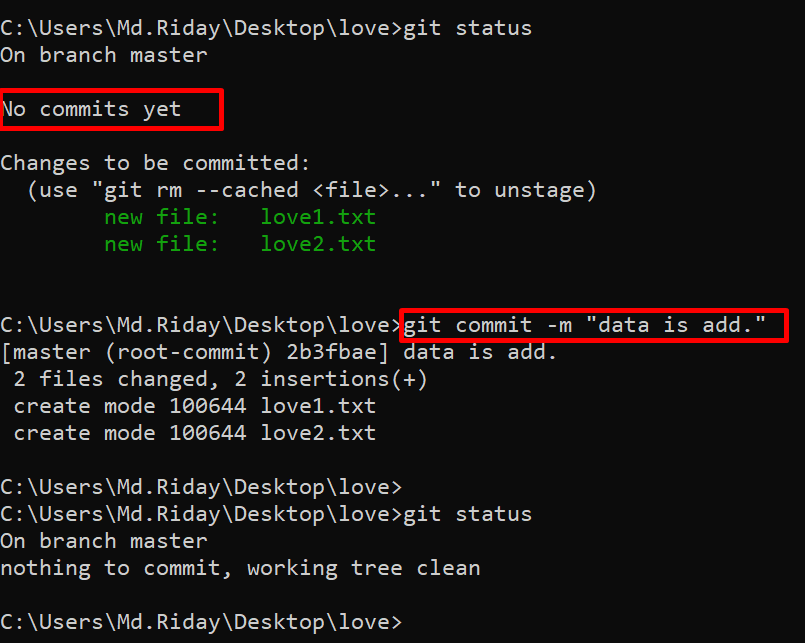 C:\Users\Md.Riday\Desktop\love>git status
On branch master
No commits yet
Changes to be committed:
  (use "git rm --cached <file>..." to unstage)
        new file:   love1.txt
        new file:   love2.txt
C:\Users\Md.Riday\Desktop\love>git commit -m "data is add."
[master (root-commit) 2b3fbae] data is add.
 2 files changed, 2 insertions(+)
 create mode 100644 love1.txt
 create mode 100644 love2.txt
C:\Users\Md.Riday\Desktop\love>
C:\Users\Md.Riday\Desktop\love>git status
On branch master
nothing to commit, working tree clean
C:\Users\Md.Riday\Desktop\love>